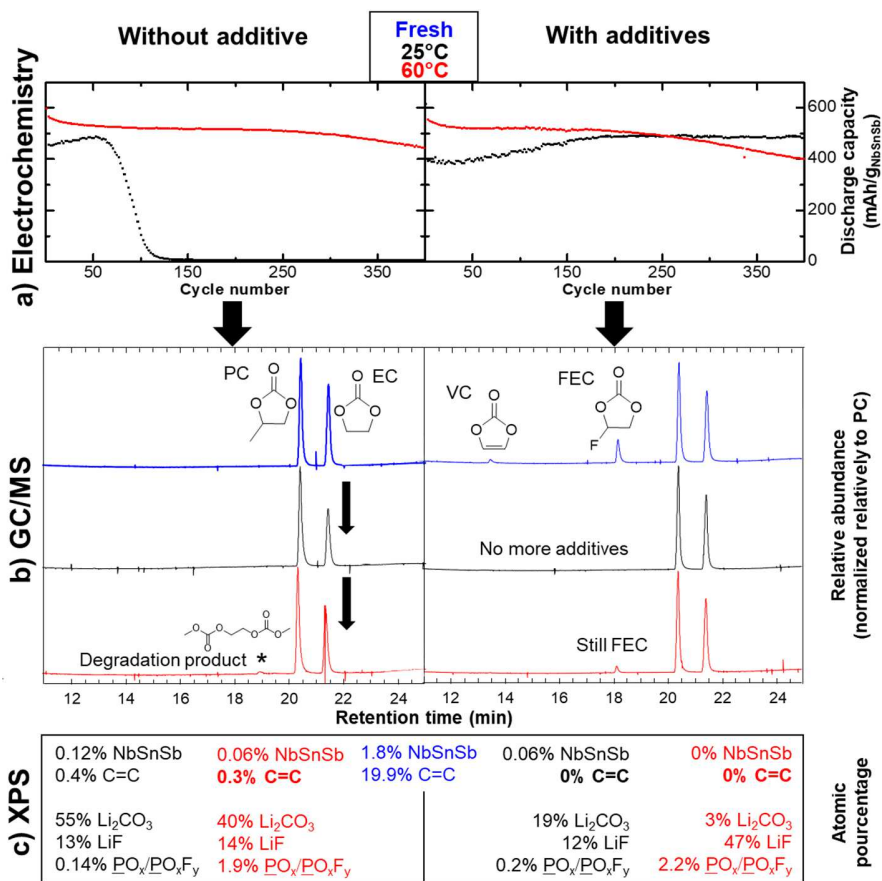 Without additive
Fresh
25°C
60°C
With additives
a) Electrochemistry
600
400
200
0
Discharge capacity
(mAh/gNbSnSb)
50 150 250 350
50 150 250 350
Cycle number
Cycle number
b) GC/MS
PC
O
O
O
EC
O
O
O
VC
O
O
O
FEC
O
O
O
F
No more additives
O
O
O
O
O
O
Degradation product *
Still FEC
12 14 16 18 20 22 24
12 14 16 18 20 22 24
Retention time (min)
Relative abundance
(normalized relatively to PC)
c) XPS
0.12% NbSnSb
0.4% C=C
55% Li₂CO₃
13% LiF
0.14% POx/POxFy
0.06% NbSnSb
0.3% C=C
40% Li₂CO₃
14% LiF
1.9% POx/POxFy
1.8% NbSnSb
19.9% C=C
0.06% NbSnSb
0% C=C
19% Li₂CO₃
12% LiF
0.2% POx/POxFy
0% NbSnSb
0% C=C
3% Li₂CO₃
47% LiF
2.2% POx/POxFy
Atomic
pourcentage